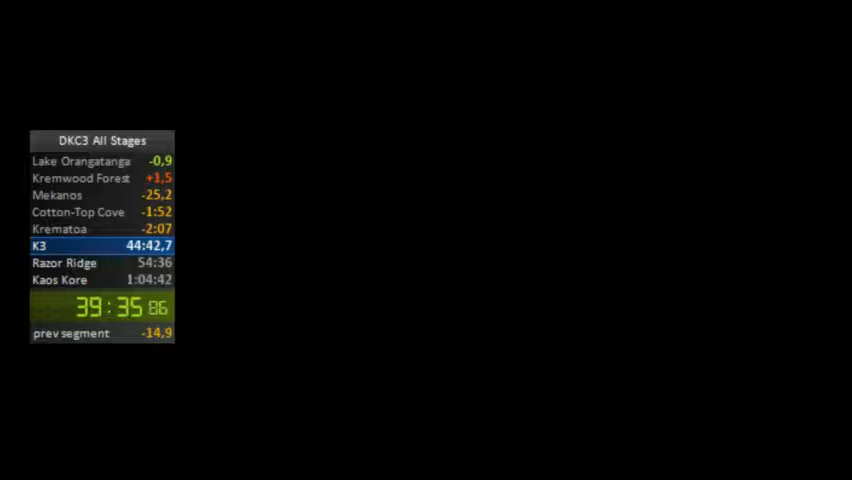 DKC3 All Stages
Lake Orangatanga -0,9
Kremwood Forest +1,5
Mekanos -25,2
Cotton-Top Cove -1:52
Krematoa -2:07
K3 44:42,7
Razor Ridge 54:36
Kaos Kore 1:04:42
39:35 86
prev segment -14,9